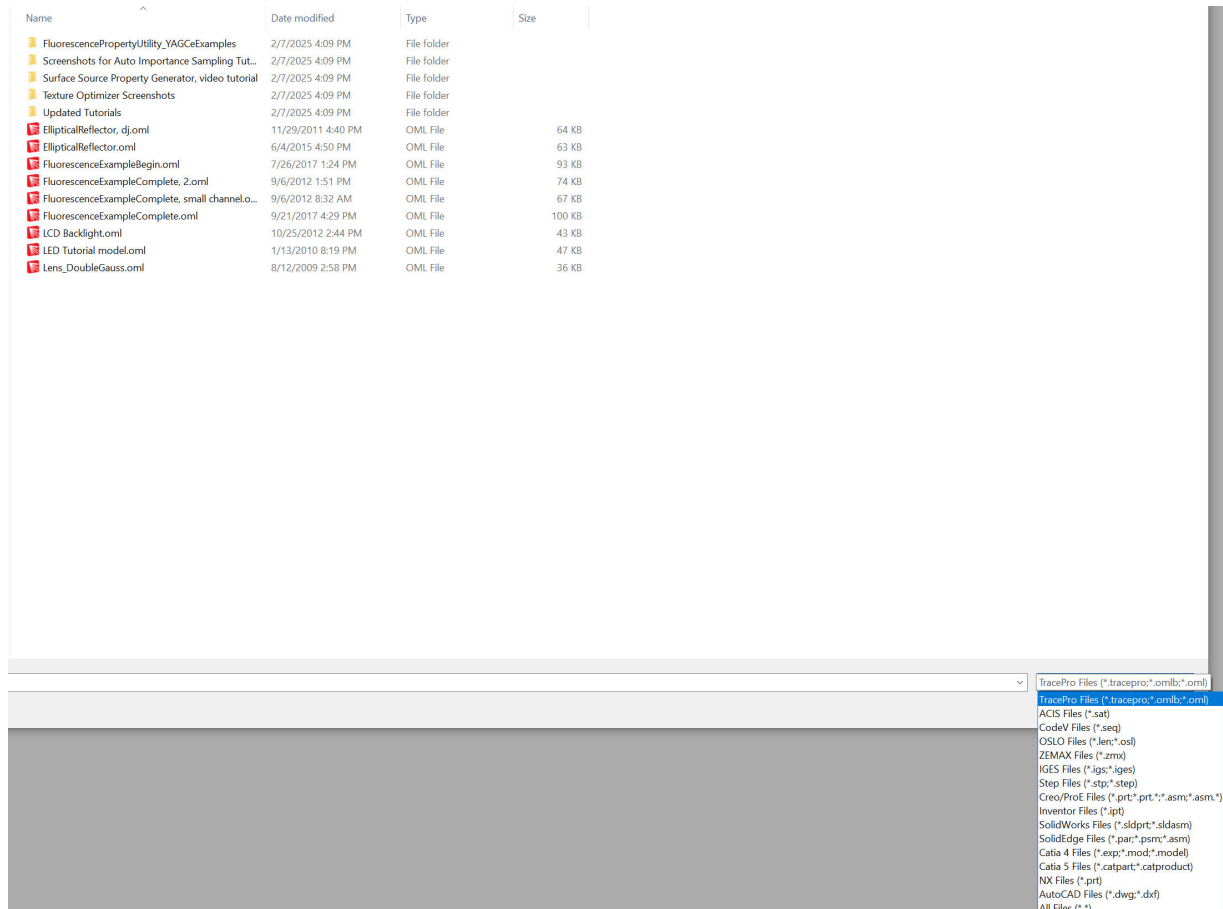 Name Date modified Type Size
FluorescencePropertyUtility_YAGCeExamples 2/7/2025 4:09 PM File folder
Screenshots for Auto Importance Sampling Tut... 2/7/2025 4:09 PM File folder
Surface Source Property Generator, video tutorial 2/7/2025 4:09 PM File folder
Texture Optimizer Screenshots 2/7/2025 4:09 PM File folder
Updated Tutorials 2/7/2025 4:09 PM File folder
EllipticalReflector, dj.oml 11/29/2011 4:40 PM OML File 64 KB
EllipticalReflector.oml 6/4/2015 4:50 PM OML File 63 KB
FluorescenceExampleBegin.oml 7/26/2017 1:24 PM OML File 93 KB
FluorescenceExampleComplete, 2.oml 9/6/2012 1:51 PM OML File 74 KB
FluorescenceExampleComplete, small channel.o... 9/6/2012 8:32 AM OML File 67 KB
FluorescenceExampleComplete.oml 9/21/2017 4:29 PM OML File 100 KB
LCD Backlight.oml 10/25/2012 2:44 PM OML File 43 KB
LED Tutorial model.oml 1/13/2010 8:19 PM OML File 47 KB
Lens_DoubleGauss.oml 8/12/2009 2:58 PM OML File 36 KB
TracePro Files (*.tracepro;*.omlb;*.oml)
TracePro Files (*.tracepro;*.omlb;*.oml)
ACIS Files (*.sat)
CodeV Files (*.seq)
OSLO Files (*.len;*.osl)
ZEMAX Files (*.zmx)
IGES Files (*.igs;*.iges)
Step Files (*.stp;*.step)
Creo/ProE Files (*.prt;*.prt.*;*.asm;*.asm.*)
Inventor Files (*.ipt)
SolidWorks Files (*.sldprt;*.sldasm)
SolidEdge Files (*.par;*.psm;*.asm)
Catia 4 Files (*.exp;*.mod;*.model)
Catia 5 Files (*.catpart;*.catproduct)
NX Files (*.prt)
AutoCAD Files (*.dwg;*.dxf)
All Files (*.*)